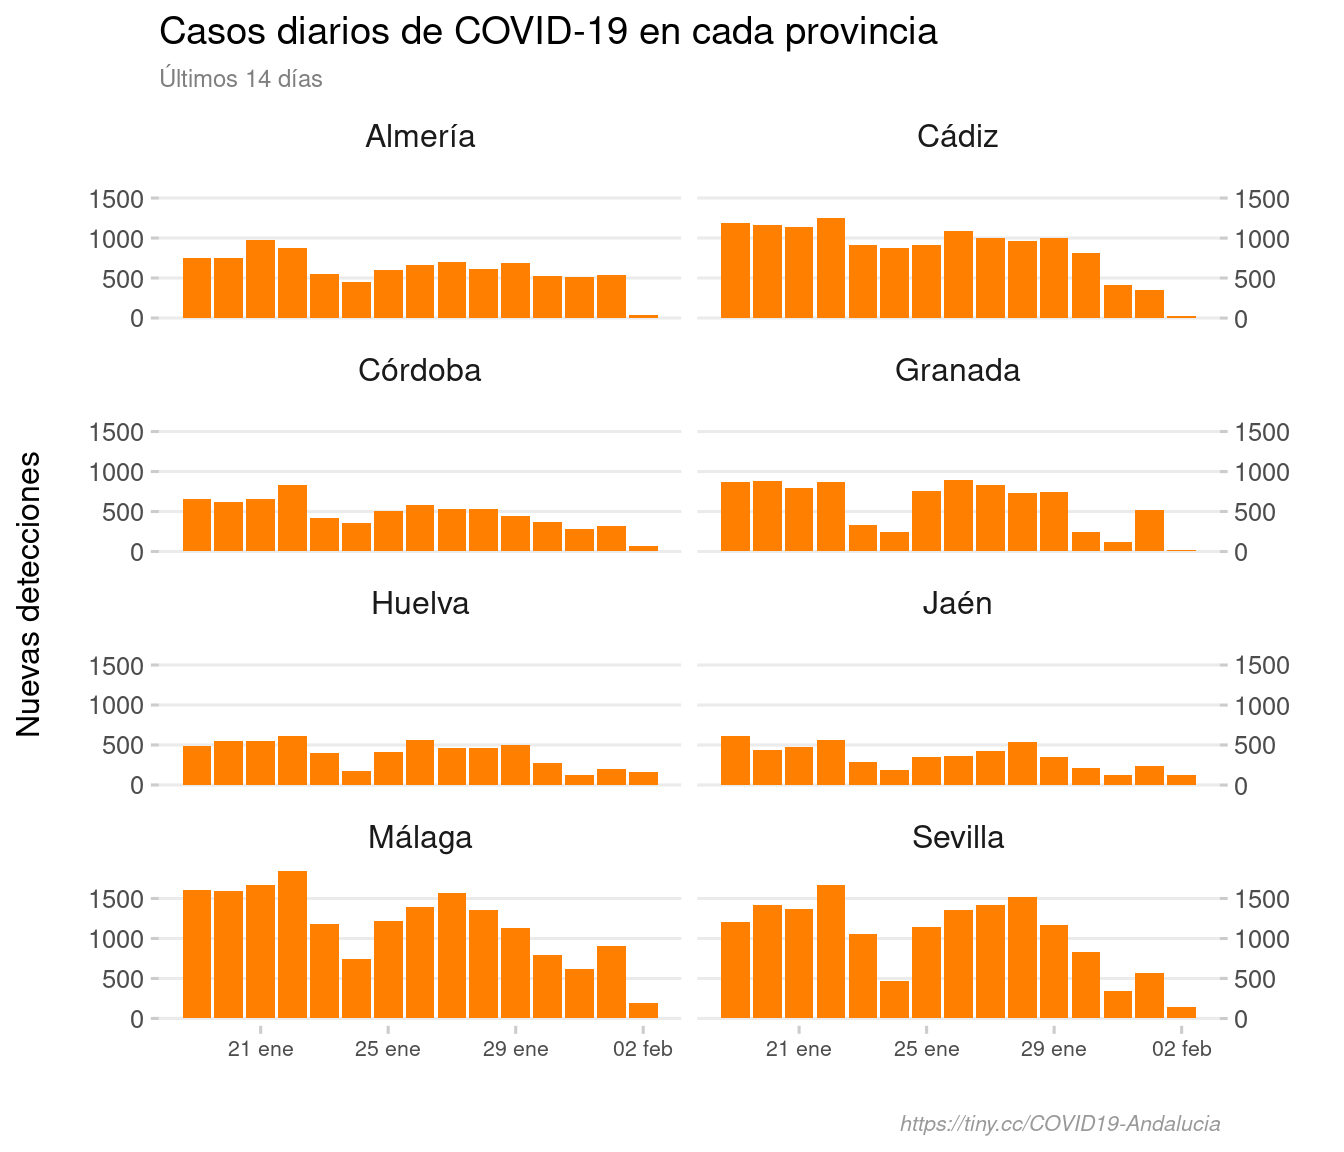 Casos diarios de COVID-19 en cada provincia
Últimos 14 días
Almería
Cádiz
1500
1000
500
0
1500
1000
500
0
Córdoba
Granada
1500
1000
500
0
1500
1000
500
0
Nuevas detecciones
Huelva
Jaén
1500
1000
500
0
1500
1000
500
0
Málaga
Sevilla
1500
1000
500
0
1500
1000
500
0
21 ene 25 ene 29 ene 02 feb
21 ene 25 ene 29 ene 02 feb
https://tiny.cc/COVID19-Andalucia